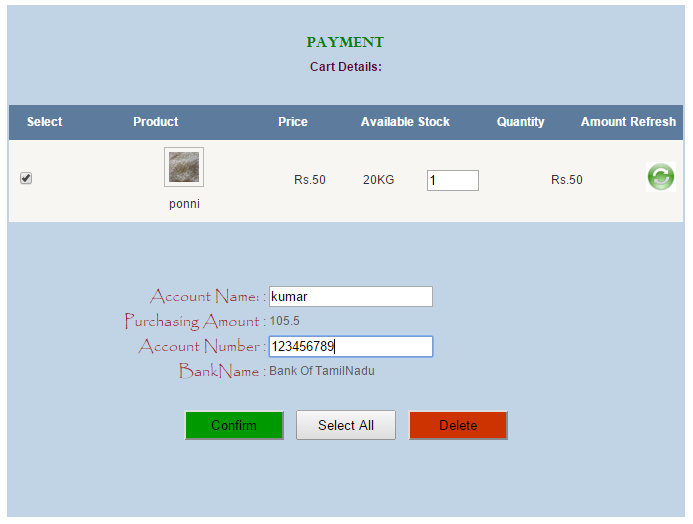 PAYMENT
Cart Details:
Select Product Price Available Stock Quantity Amount Refresh
Rs.50 20KG 1 Rs.50
ponni
Account Name: : kumar
Purchasing Amount : 105.5
Account Number : 123456789
BankName : Bank Of TamilNadu
Confirm Select All Delete